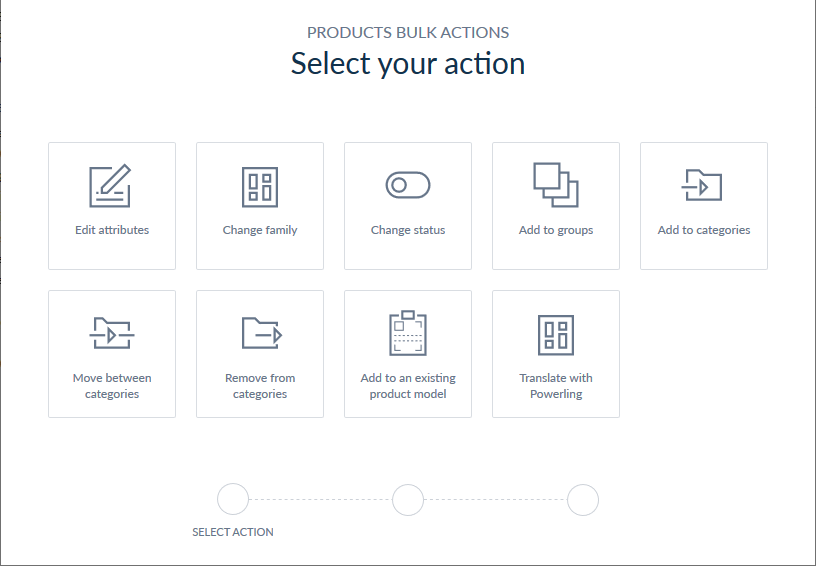 PRODUCTS BULK ACTIONS
Select your action
Edit attributes
Change family
Change status
Add to groups
Add to categories
Move between
categories
Remove from
categories
Add to an existing
product model
Translate with
Powerling
SELECT ACTION